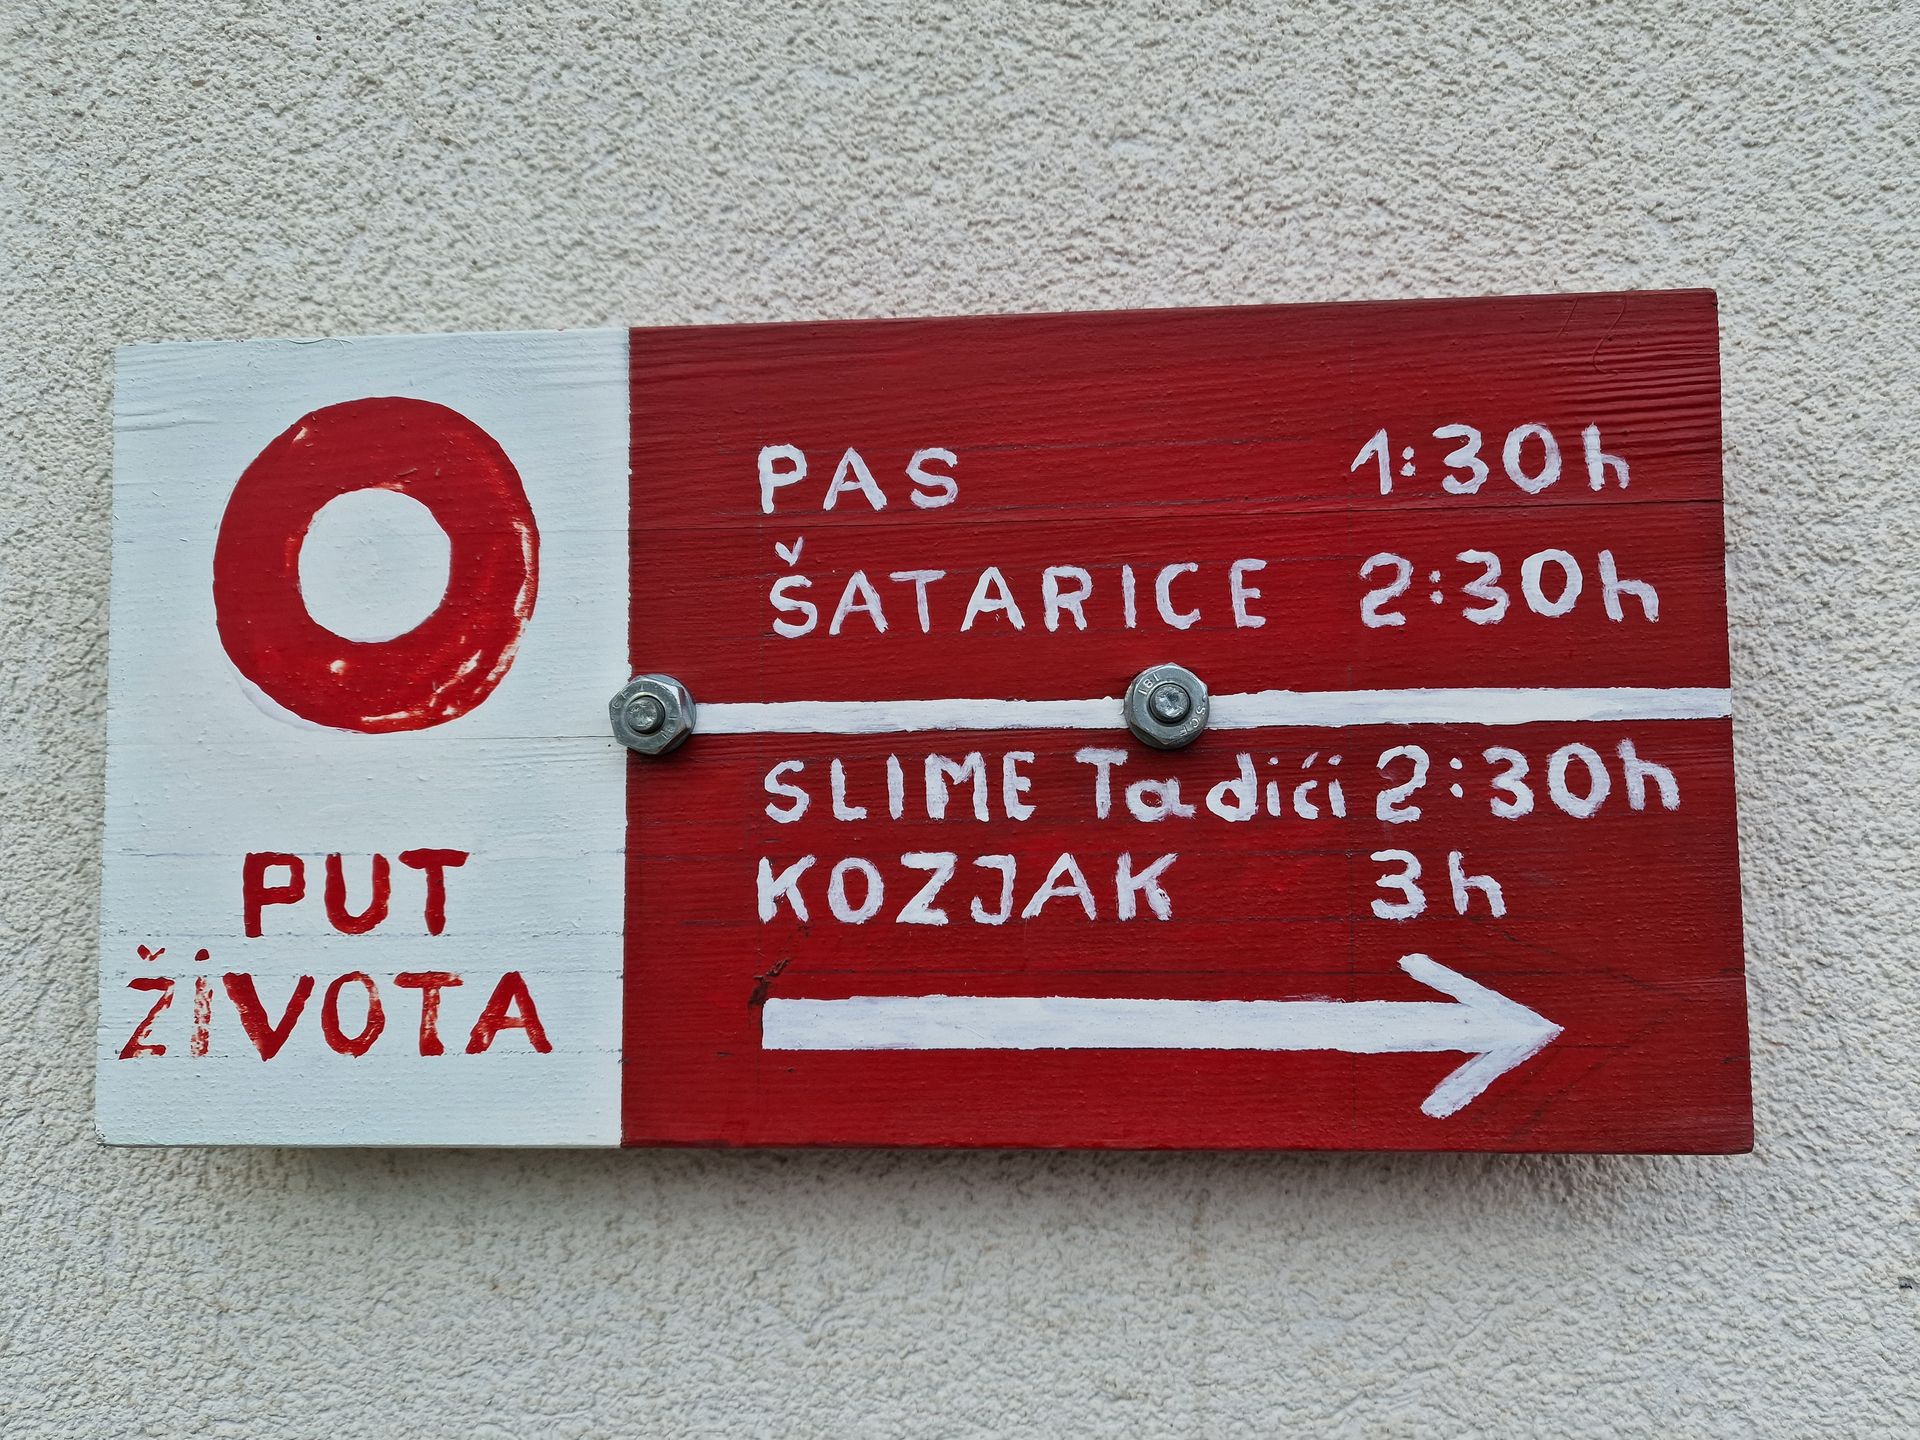 PUT
ŽIVOTA
PAS 1:30h
ŠATARICE 2:30h
SLIME Tadići 2:30h
KOZJAK 3h